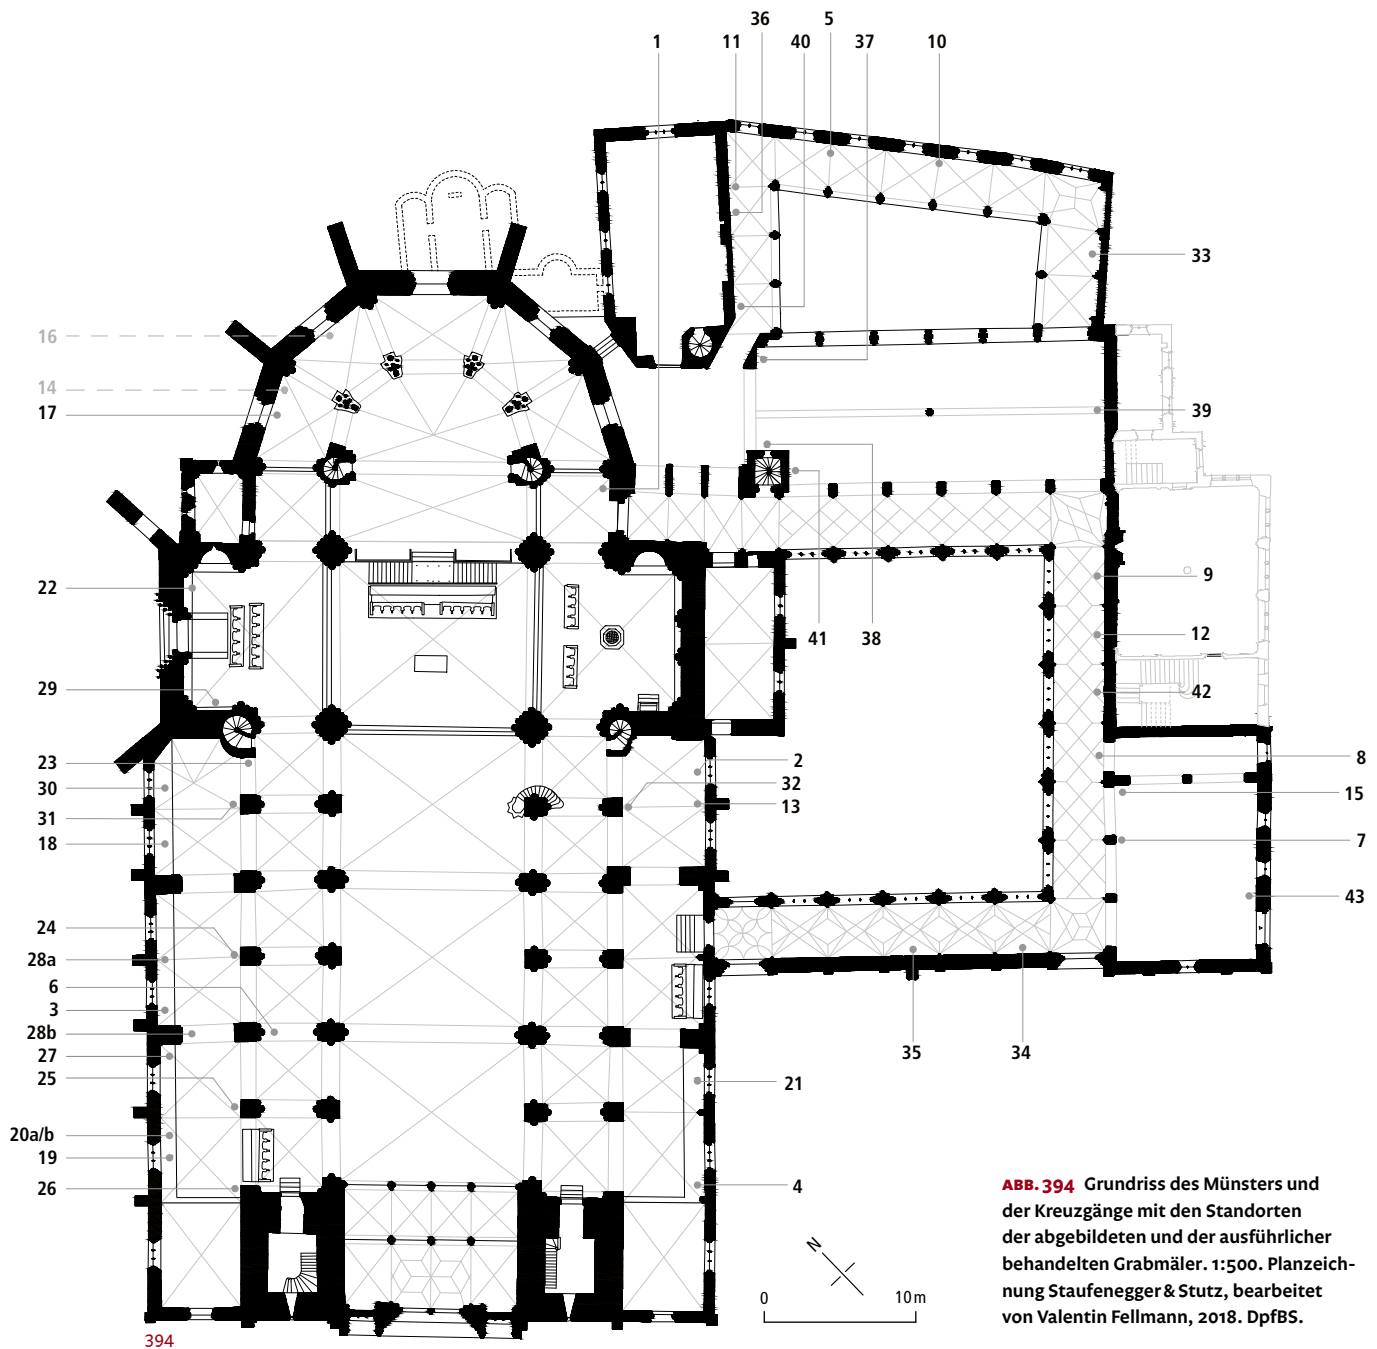 36 5
1 11 40 37 10
33
16
14
17
39
22
9
41 38
12
29
42
23 2 8
30 32 15
31 13
18 7
43
24
28a
6
3
28b
27 35 34
25
21
20a/b
19
26 4
N
0 10 m
ABB. 394 Grundriss des Münsters und
der Kreuzgänge mit den Standorten
der abgebildeten und der ausführlicher
behandelten Grabmäler. 1:500. Planzeich-
nung Staufenegger & Stutz, bearbeitet
von Valentin Fellmann, 2018. DpfBS.
394